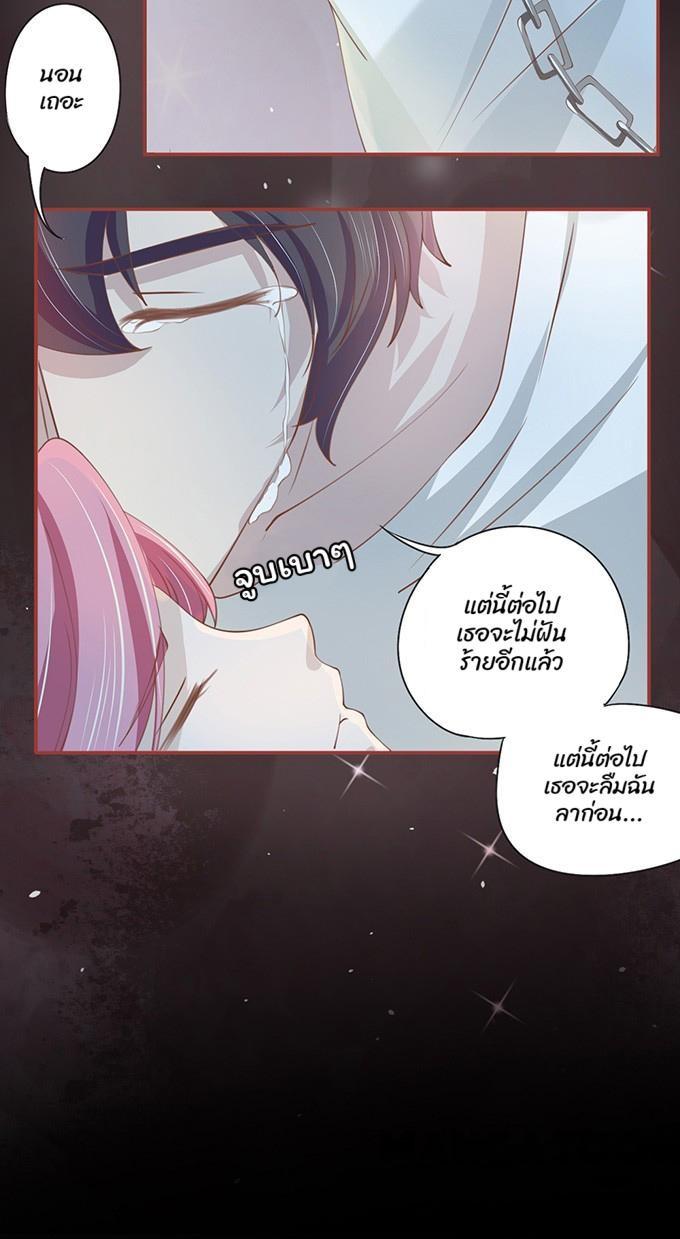 นอน
เถอะ
จูบเบาๆ
แต่นี้ต่อไป
เธอจะไม่ฝัน
ร้ายอีกแล้ว
แต่นี้ต่อไป
เธอจะลืมฉัน
ลาก่อน...